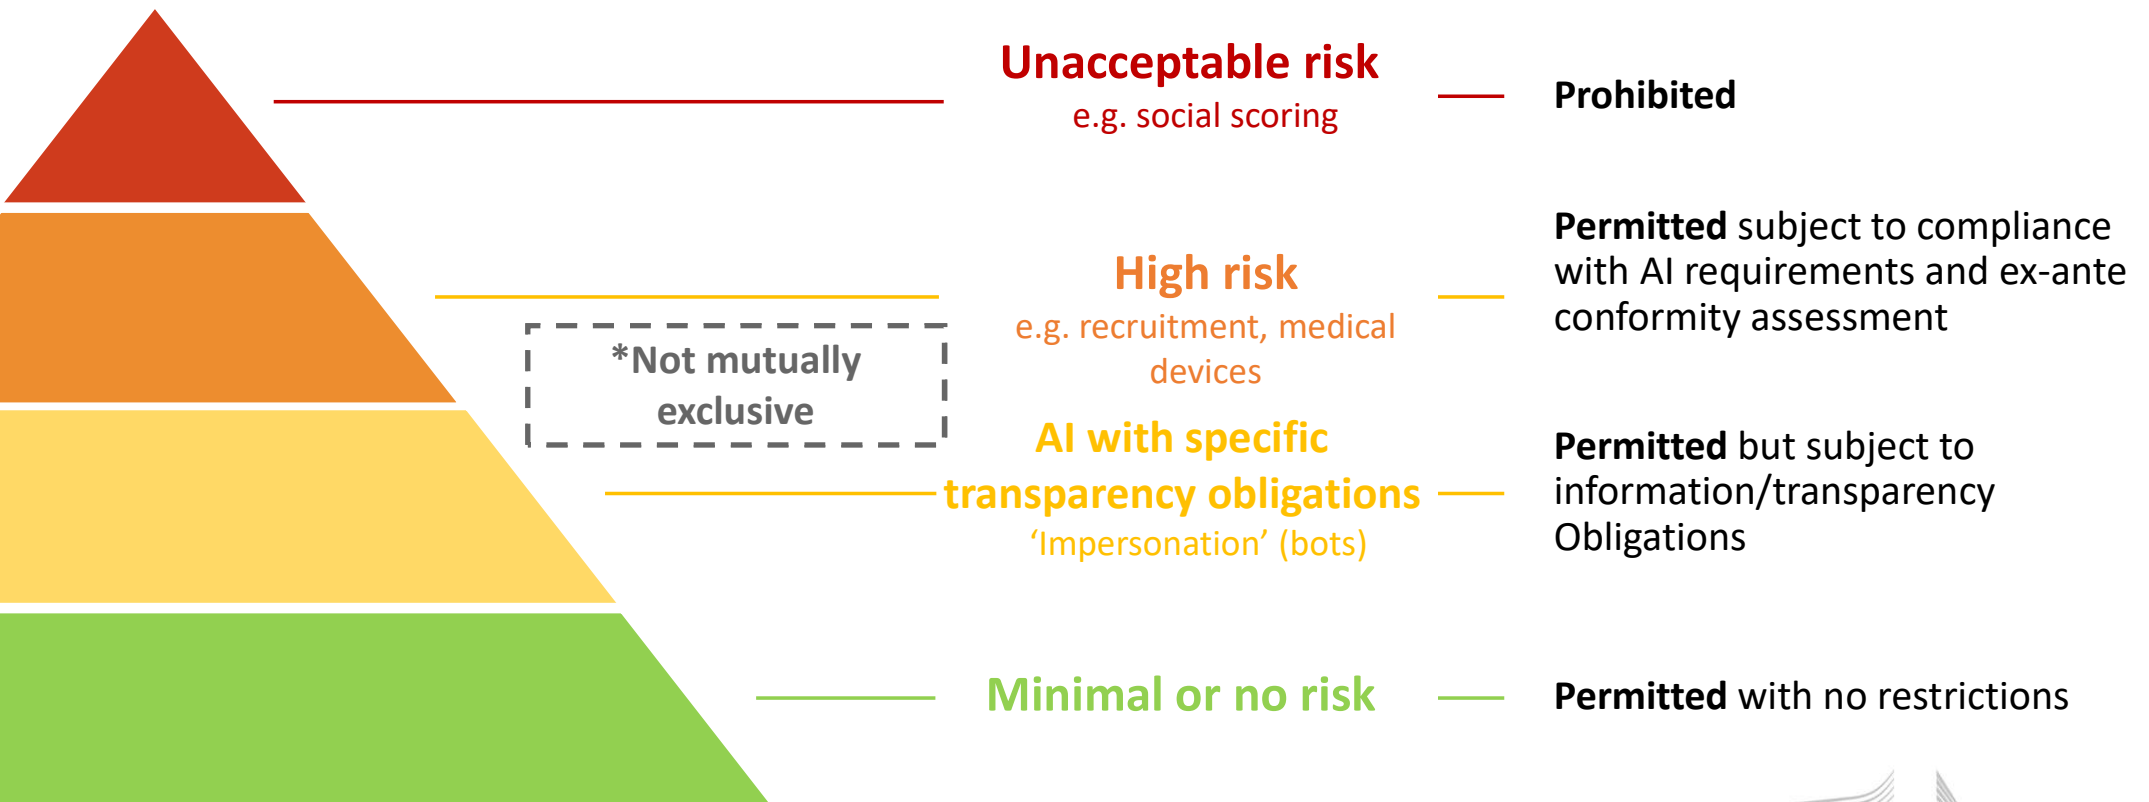 Unacceptable risk
e.g. social scoring
Prohibited
High risk
e.g. recruitment, medical
devices
Permitted subject to compliance
with AI requirements and ex-ante
conformity assessment
*Not mutually
exclusive
AI with specific
transparency obligations
‘Impersonation’ (bots)
Permitted but subject to
information/transparency
Obligations
Minimal or no risk
Permitted with no restrictions